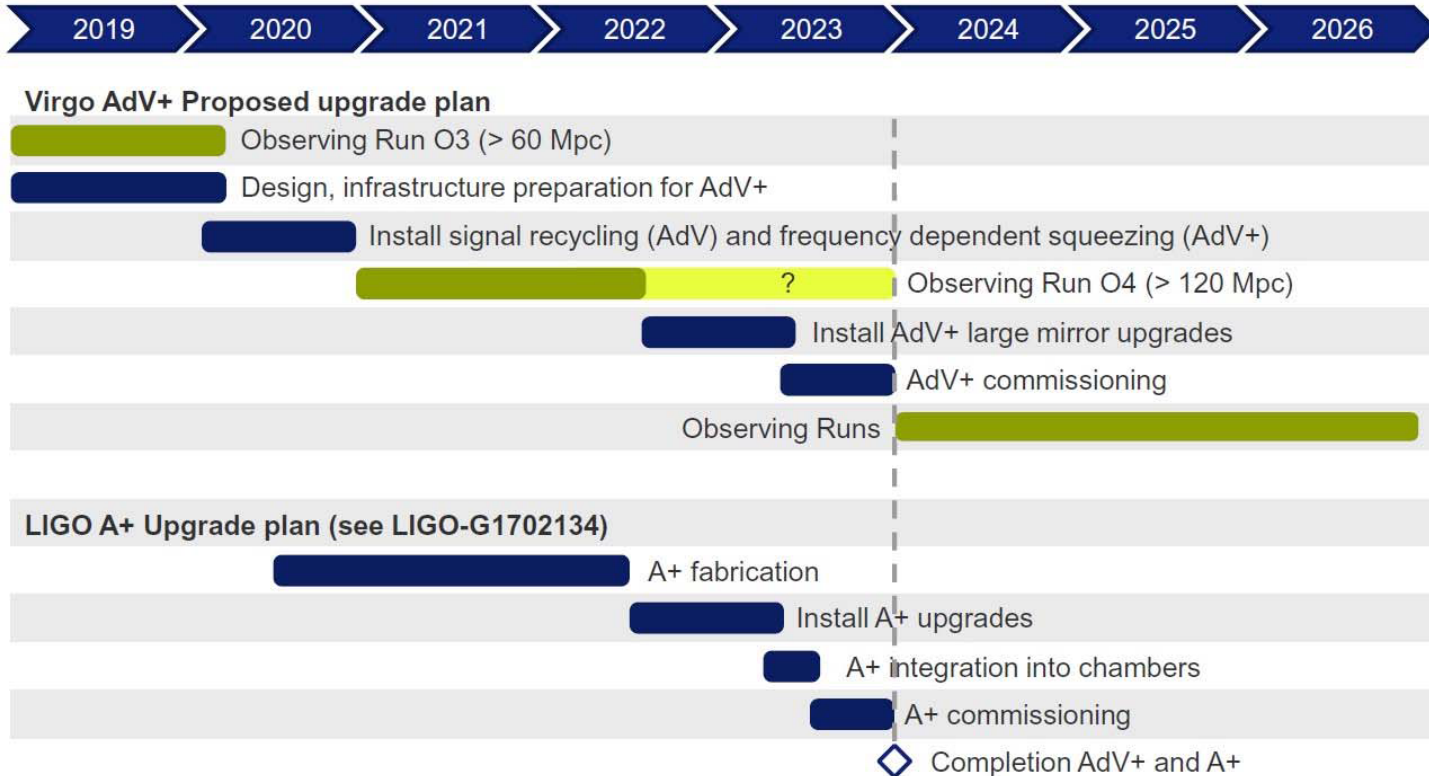 2019 2020 2021 2022 2023 2024 2025 2026
Virgo AdV+ Proposed upgrade plan
Observing Run O3 (> 60 Mpc)
Design, infrastructure preparation for AdV+
Install signal recycling (AdV) and frequency dependent squeezing (AdV+)
? Observing Run O4 (> 120 Mpc)
Install AdV+ large mirror upgrades
AdV+ commissioning
Observing Runs
LIGO A+ Upgrade plan (see LIGO-G1702134)
A+ fabrication
Install A+ upgrades
A+ integration into chambers
A+ commissioning
Completion AdV+ and A+